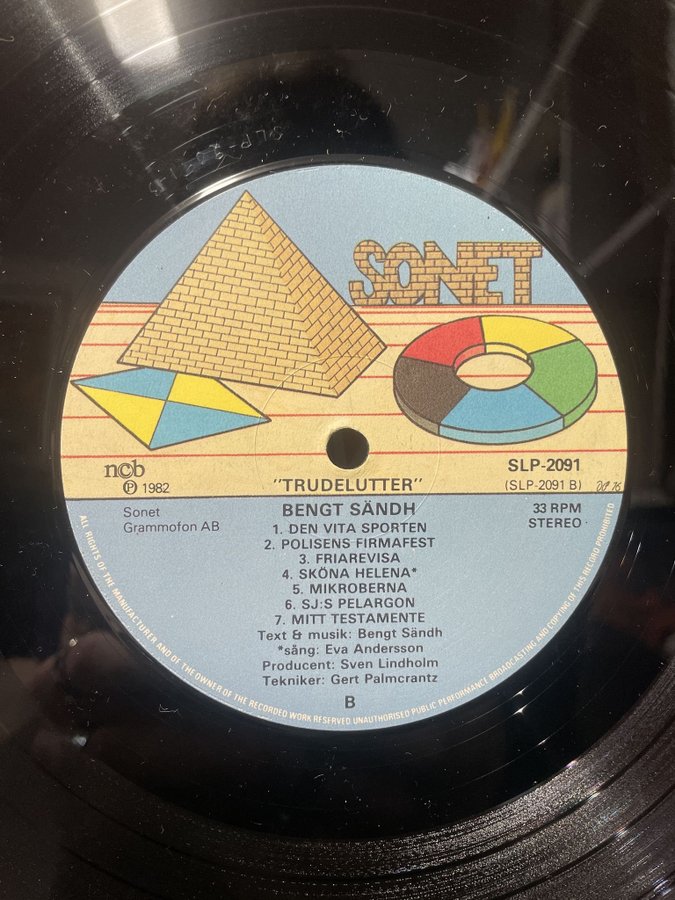 SONET
ncb
Ⓟ 1982
"TRUDELUTTER"
SLP-2091
(SLP-2091 B)
Sonet
Grammofon AB
BENGT SÄNDH
33 RPM
STEREO
1. DEN VITA SPORTEN
2. POLISENS FIRMAFEST
3. FRIAREVISA
4. SKÖNA HELENA*
5. MIKROBERNA
6. SJ:S PELARGON
7. MITT TESTAMENTE
Text & musik: Bengt Sändh
*sång: Eva Andersson
Producent: Sven Lindholm
Tekniker: Gert Palmcrantz
B
ALL RIGHTS OF THE MANUFACTURER AND OF THE OWNER OF THE RECORDED WORK RESERVED UNAUTHORISED PUBLIC PERFORMANCE BROADCASTING AND COPYING OF THIS RECORD PROHIBITED